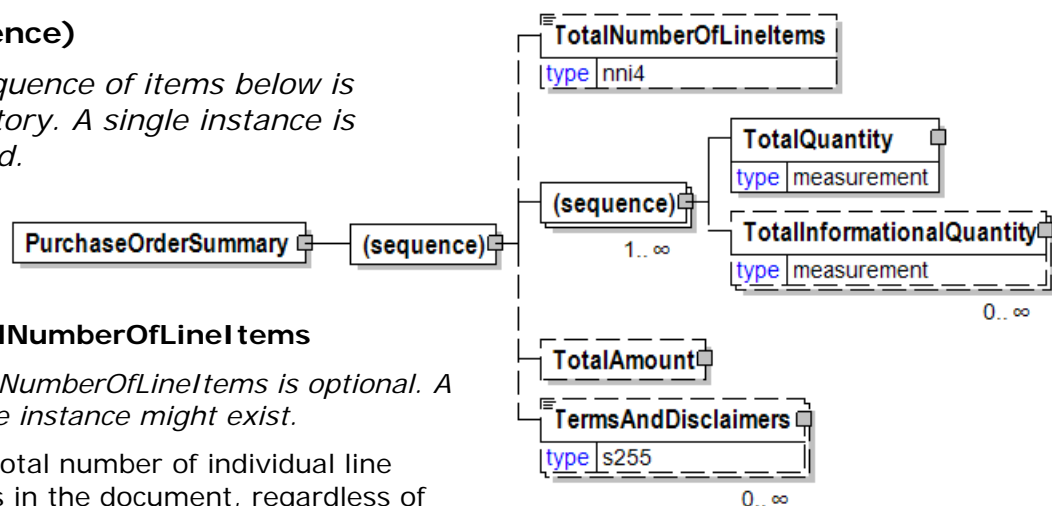 ence)
quence of items below is
tory. A single instance is
d.
lNumberOfLineItems
NumberOfLineItems is optional. A
e instance might exist.
otal number of individual line
s in the document, regardless of
PurchaseOrderSummary
(sequence)
TotalNumberOfLineItems
type nni4
(sequence)
1.. ∞
TotalQuantity
type measurement
TotalInformationalQuantity
type measurement
0.. ∞
TotalAmount
TermsAndDisclaimers
type s255
0.. ∞